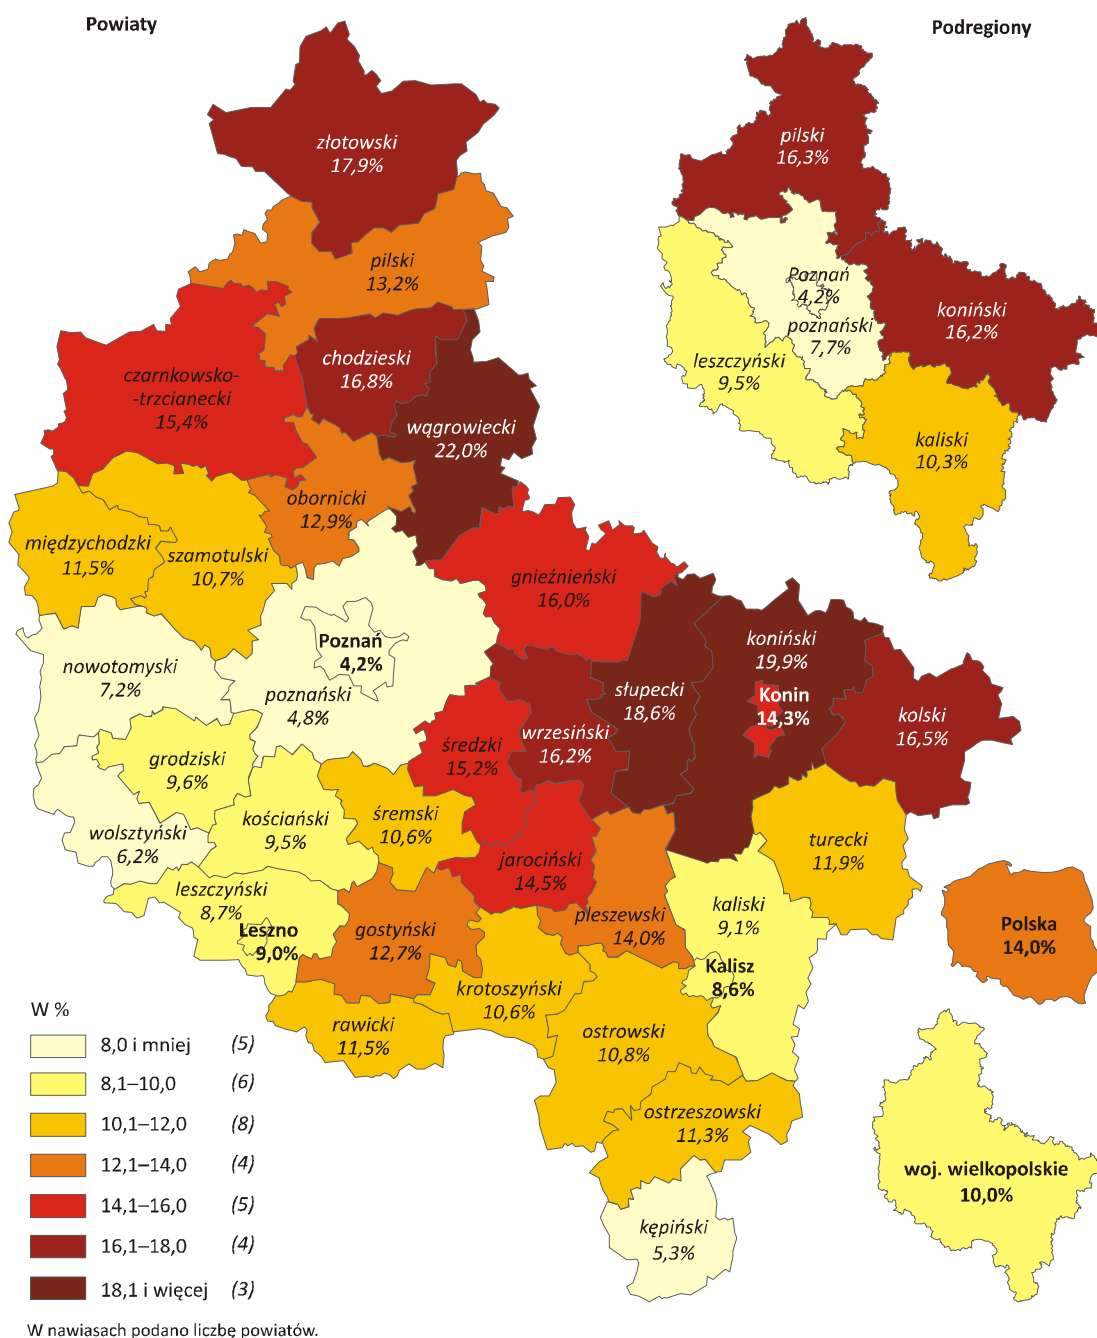 Powiaty
Podregiony
złotowski
17,9%
pilski
13,2%
czarnkowsko-
-trzcianecki
15,4%
chodzieski
16,8%
wągrowiecki
22,0%
obornicki
12,9%
międzychodzki
11,5%
szamotulski
10,7%
gnieźnieński
16,0%
nowotomyski
7,2%
Poznań
4,2%
poznański
4,8%
słupecki
18,6%
koniński
19,9%
Konin
14,3%
kolski
16,5%
wrzesiński
16,2%
średzki
15,2%
grodziski
9,6%
wolsztyński
6,2%
kościański
9,5%
śremski
10,6%
jarociński
14,5%
turecki
11,9%
leszczyński
8,7%
Leszno
9,0%
gostyński
12,7%
pleszewski
14,0%
kaliski
9,1%
Kalisz
8,6%
krotoszyński
10,6%
rawicki
11,5%
ostrowski
10,8%
ostrzeszowski
11,3%
kępiński
5,3%
pilski
16,3%
Poznań
4,2%
poznański
7,7%
koniński
16,2%
leszczyński
9,5%
kaliski
10,3%
Polska
14,0%
woj. wielkopolskie
10,0%
W %
8,0 i mniej (5)
8,1–10,0 (6)
10,1–12,0 (8)
12,1–14,0 (4)
14,1–16,0 (5)
16,1–18,0 (4)
18,1 i więcej (3)
W nawiasach podano liczbę powiatów.